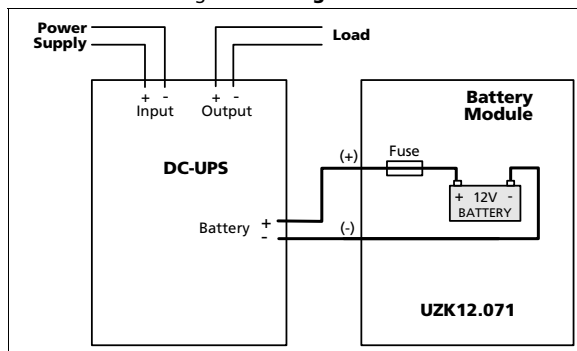 Power
Supply
Load
+ - + -
Input Output
DC-UPS
Battery + -
(+)
(-)
Battery
Module
Fuse
+ 12V -
BATTERY
UZK12.071